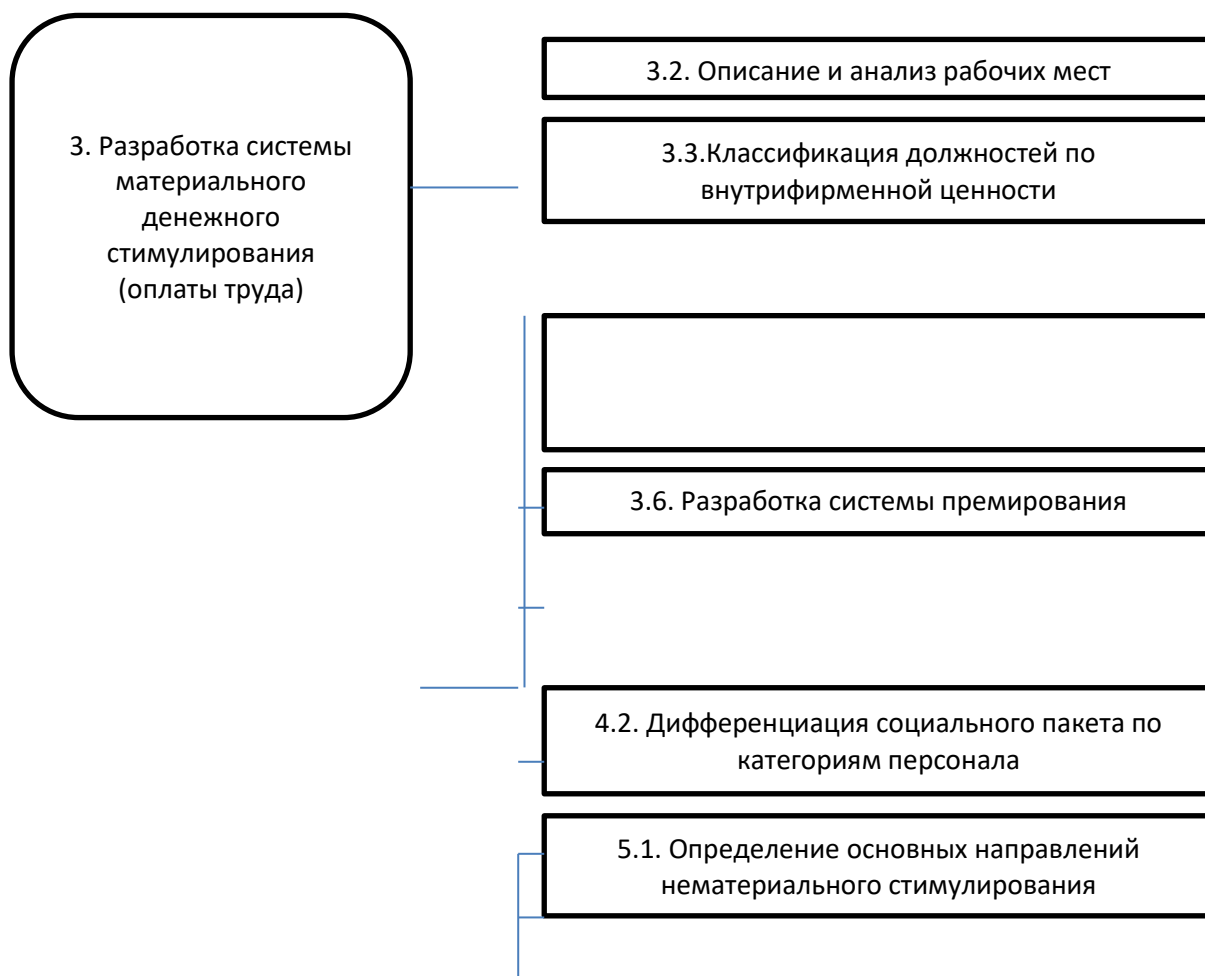 3. Разработка системы
материального
денежного
стимулирования
(оплаты труда)
3.2. Описание и анализ рабочих мест
3.3.Классификация должностей по
внутрифирменной ценности
3.6. Разработка системы премирования
4.2. Дифференциация социального пакета по
категориям персонала
5.1. Определение основных направлений
нематериального стимулирования